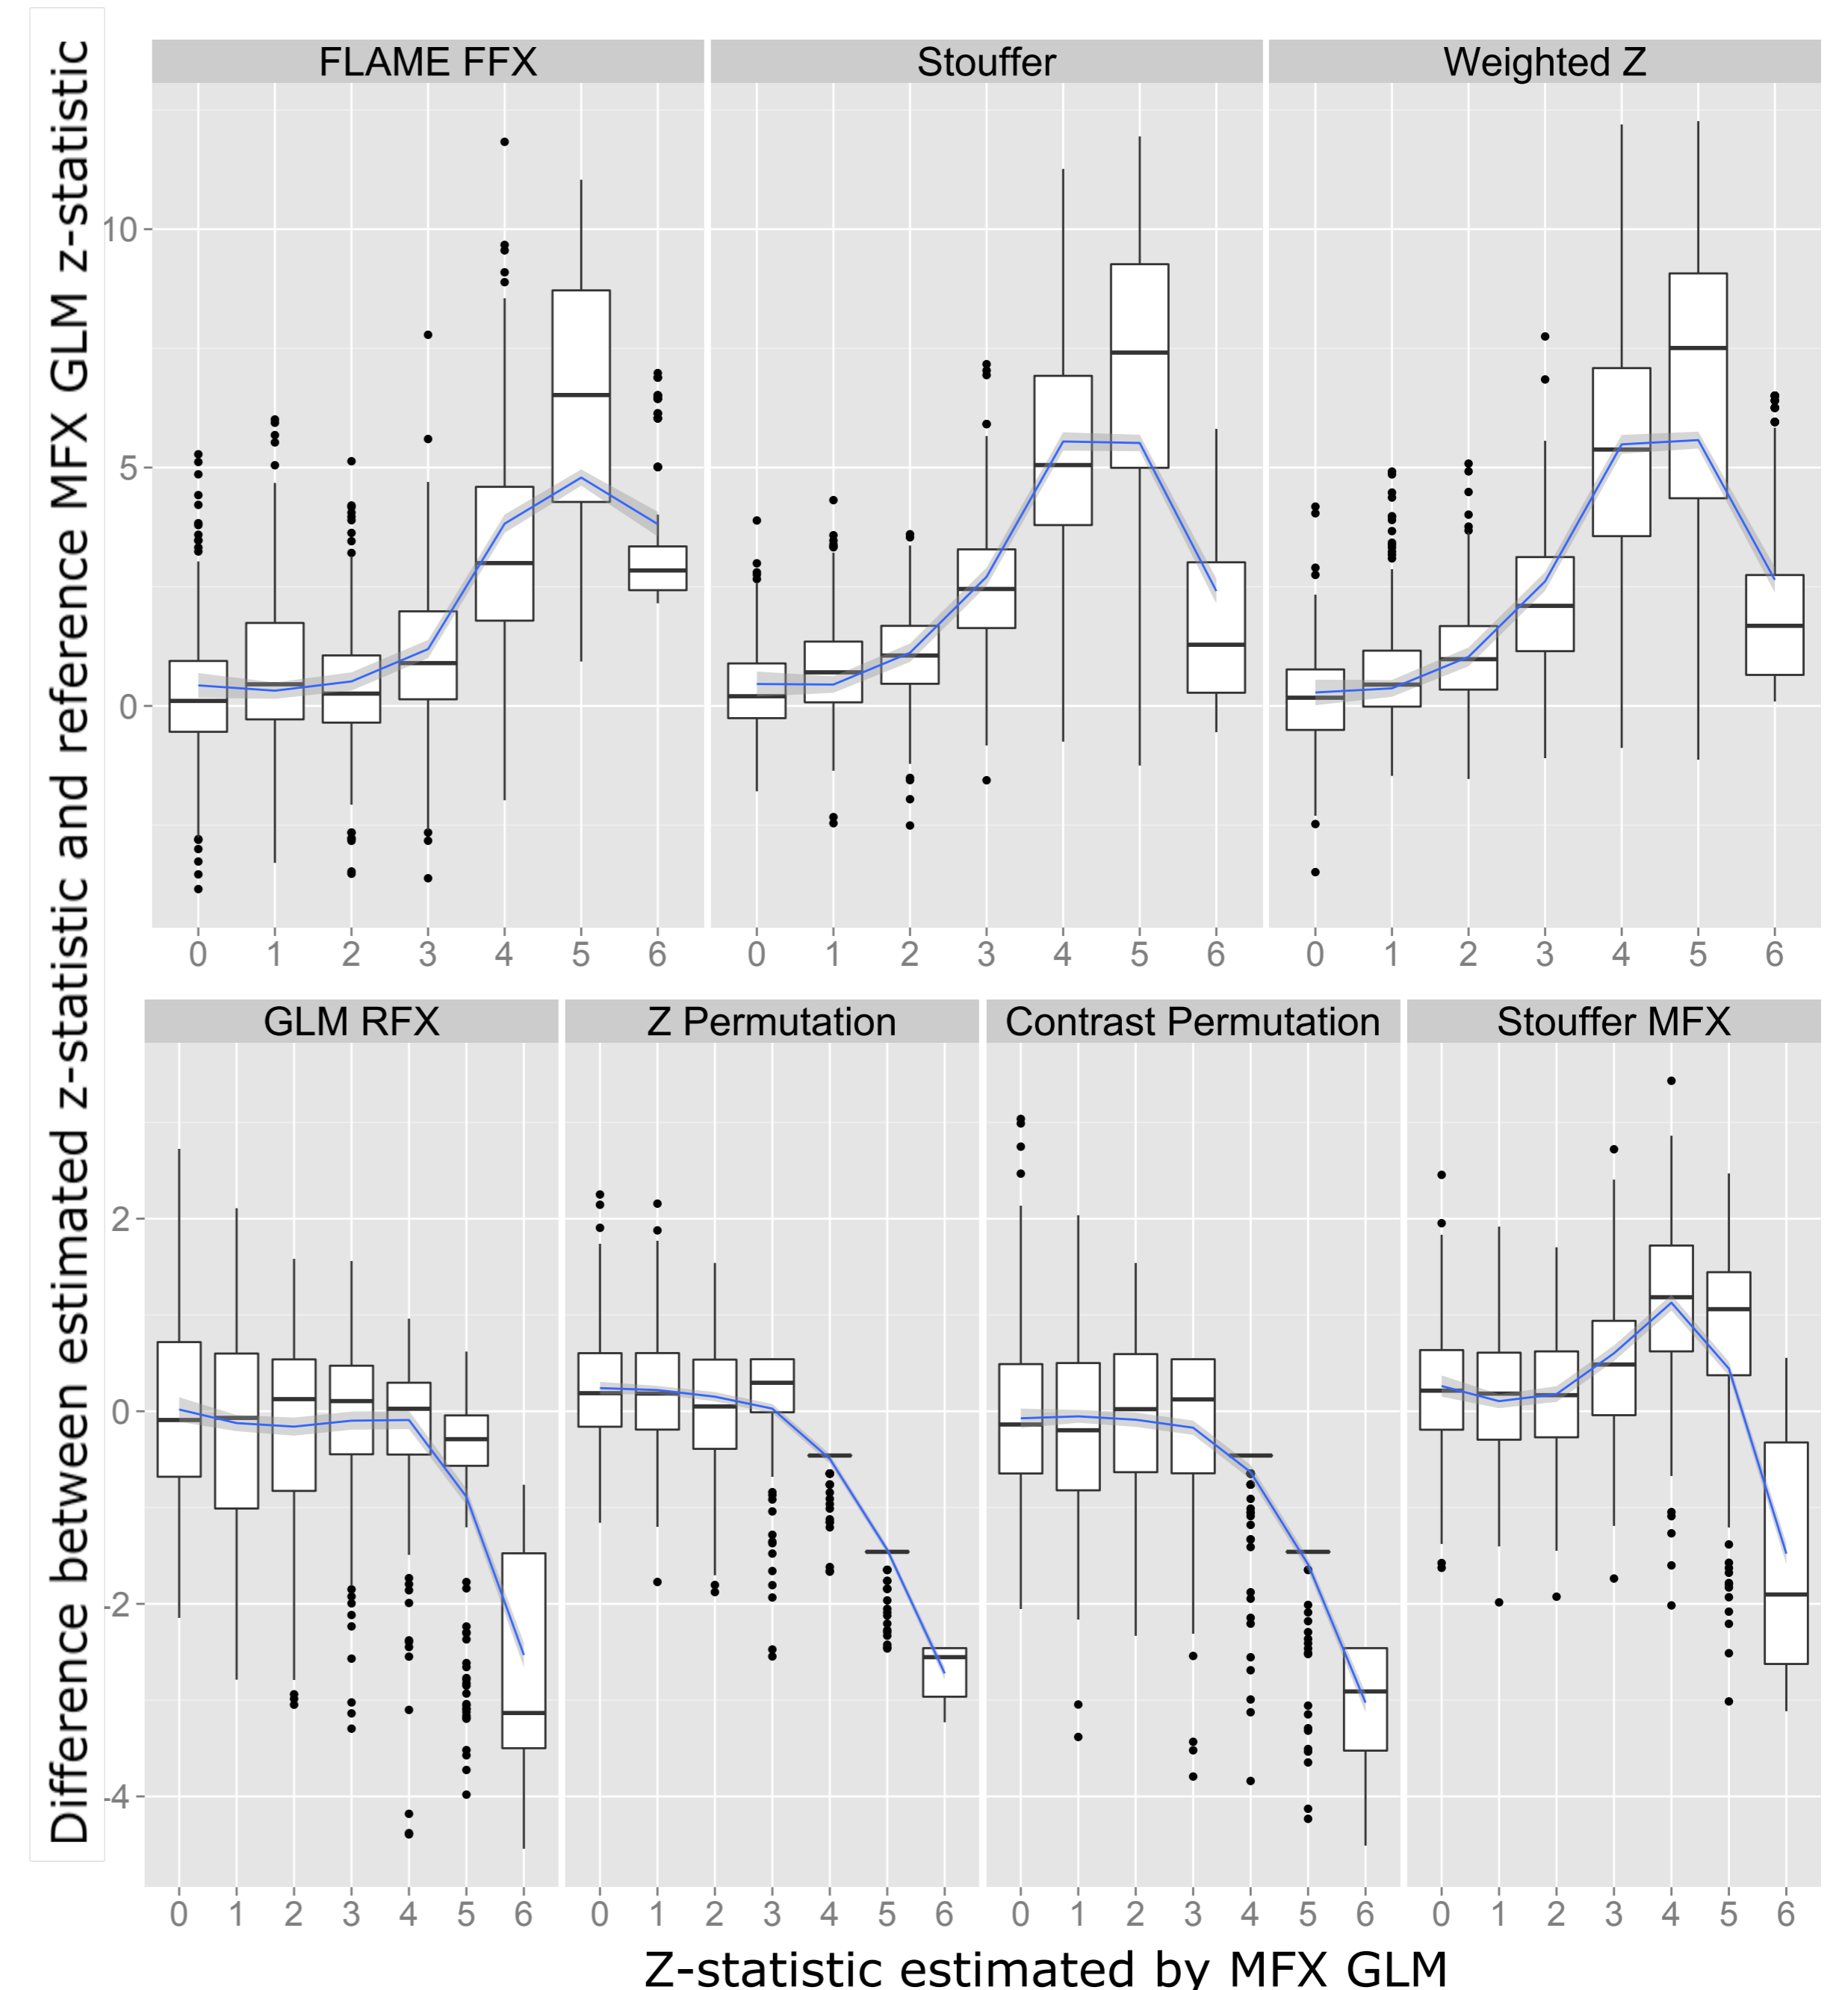 Difference between estimated z-statistic and reference MFX GLM z-statistic
FLAME FFX Stouffer Weighted Z
10
5
0
0 1 2 3 4 5 6 0 1 2 3 4 5 6 0 1 2 3 4 5 6
GLM RFX Z Permutation Contrast Permutation Stouffer MFX
2
0
-2
-4
0 1 2 3 4 5 6 0 1 2 3 4 5 6 0 1 2 3 4 5 6 0 1 2 3 4 5 6
Z-statistic estimated by MFX GLM